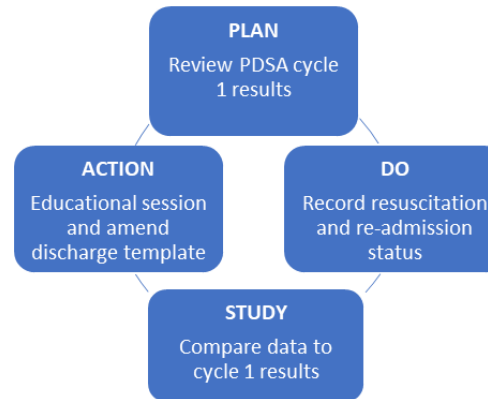 PLAN
Review PDSA cycle
1 results
ACTION
Educational session
and amend
discharge template
DO
Record resuscitation
and re-admission
status
STUDY
Compare data to
cycle 1 results